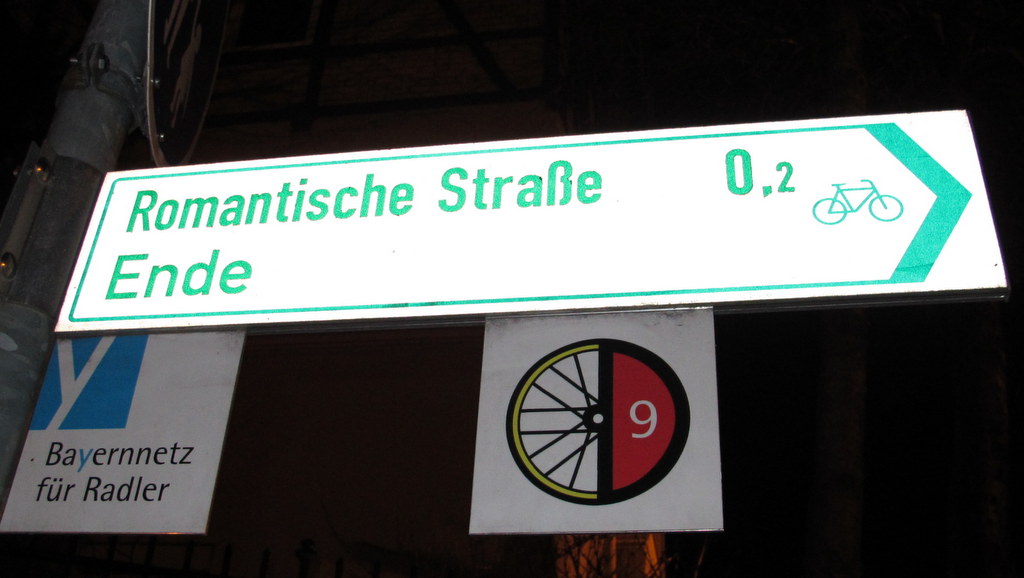 Romantische Straße 0,2
Ende
Bayernnetz
für Radler
9